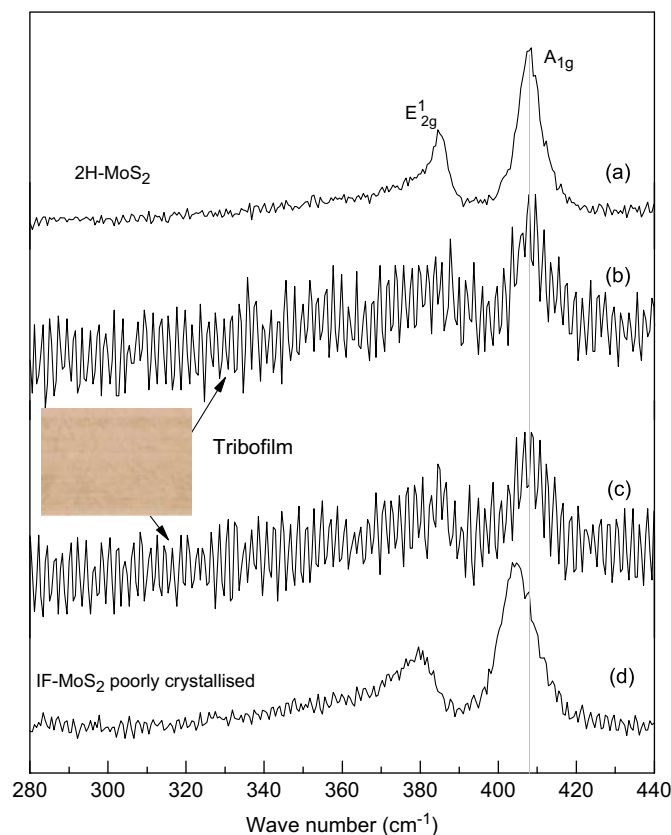 A1g
E12g
2H-MoS2
(a)
(b)
Tribofilm
(c)
IF-MoS2 poorly crystallised
(d)
280 300 320 340 360 380 400 420 440
Wave number (cm-1)